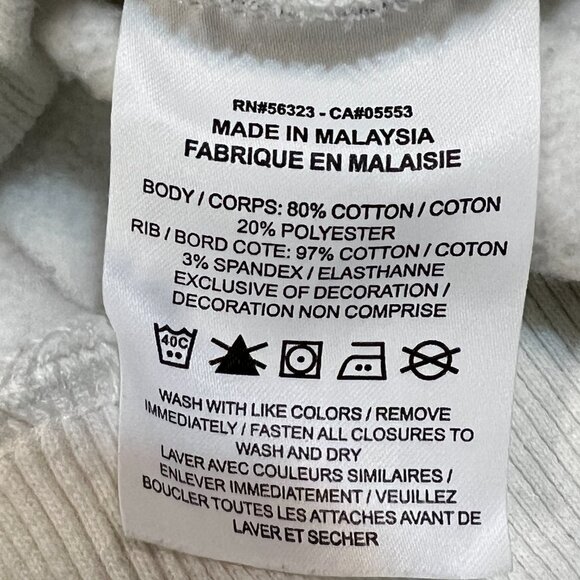 RN#56323 - CA#05553
MADE IN MALAYSIA
FABRIQUE EN MALAISIE
BODY / CORPS: 80% COTTON / COTON
20% POLYESTER
RIB / BORD COTE: 97% COTTON / COTON
3% SPANDEX / ELASTHANNE
EXCLUSIVE OF DECORATION /
DECORATION NON COMPRISE
40C
WASH WITH LIKE COLORS / REMOVE
IMMEDIATELY / FASTEN ALL CLOSURES TO
WASH AND DRY
LAVER AVEC COULEURS SIMILAIRES /
ENLEVER IMMEDIATEMENT / VEUILLEZ
BOUCLER TOUTES LES ATTACHES AVANT DE
LAVER ET SECHER